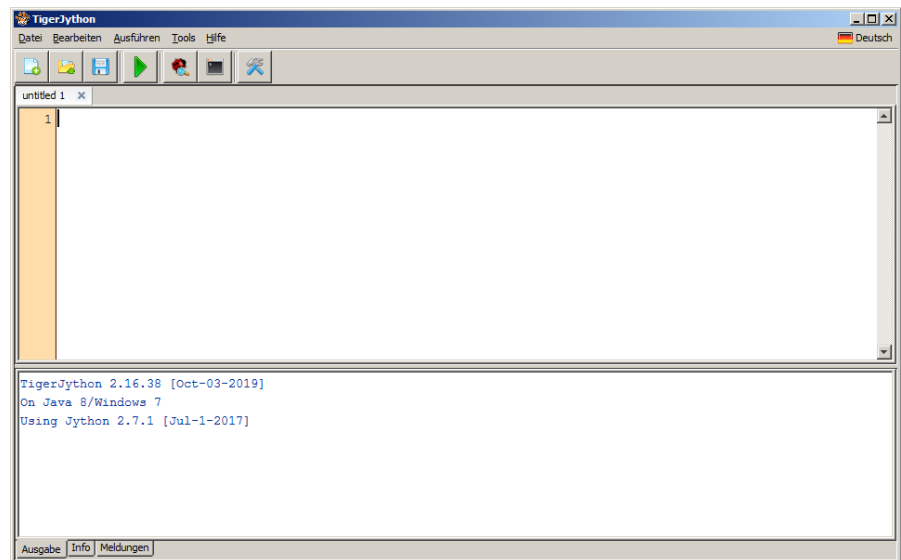 TigerJython
Datei Bearbeiten Ausführen Tools Hilfe Deutsch
untitled 1
1
TigerJython 2.16.38 [Oct-03-2019]
On Java 8/Windows 7
Using Jython 2.7.1 [Jul-1-2017]
Ausgabe Info Meldungen